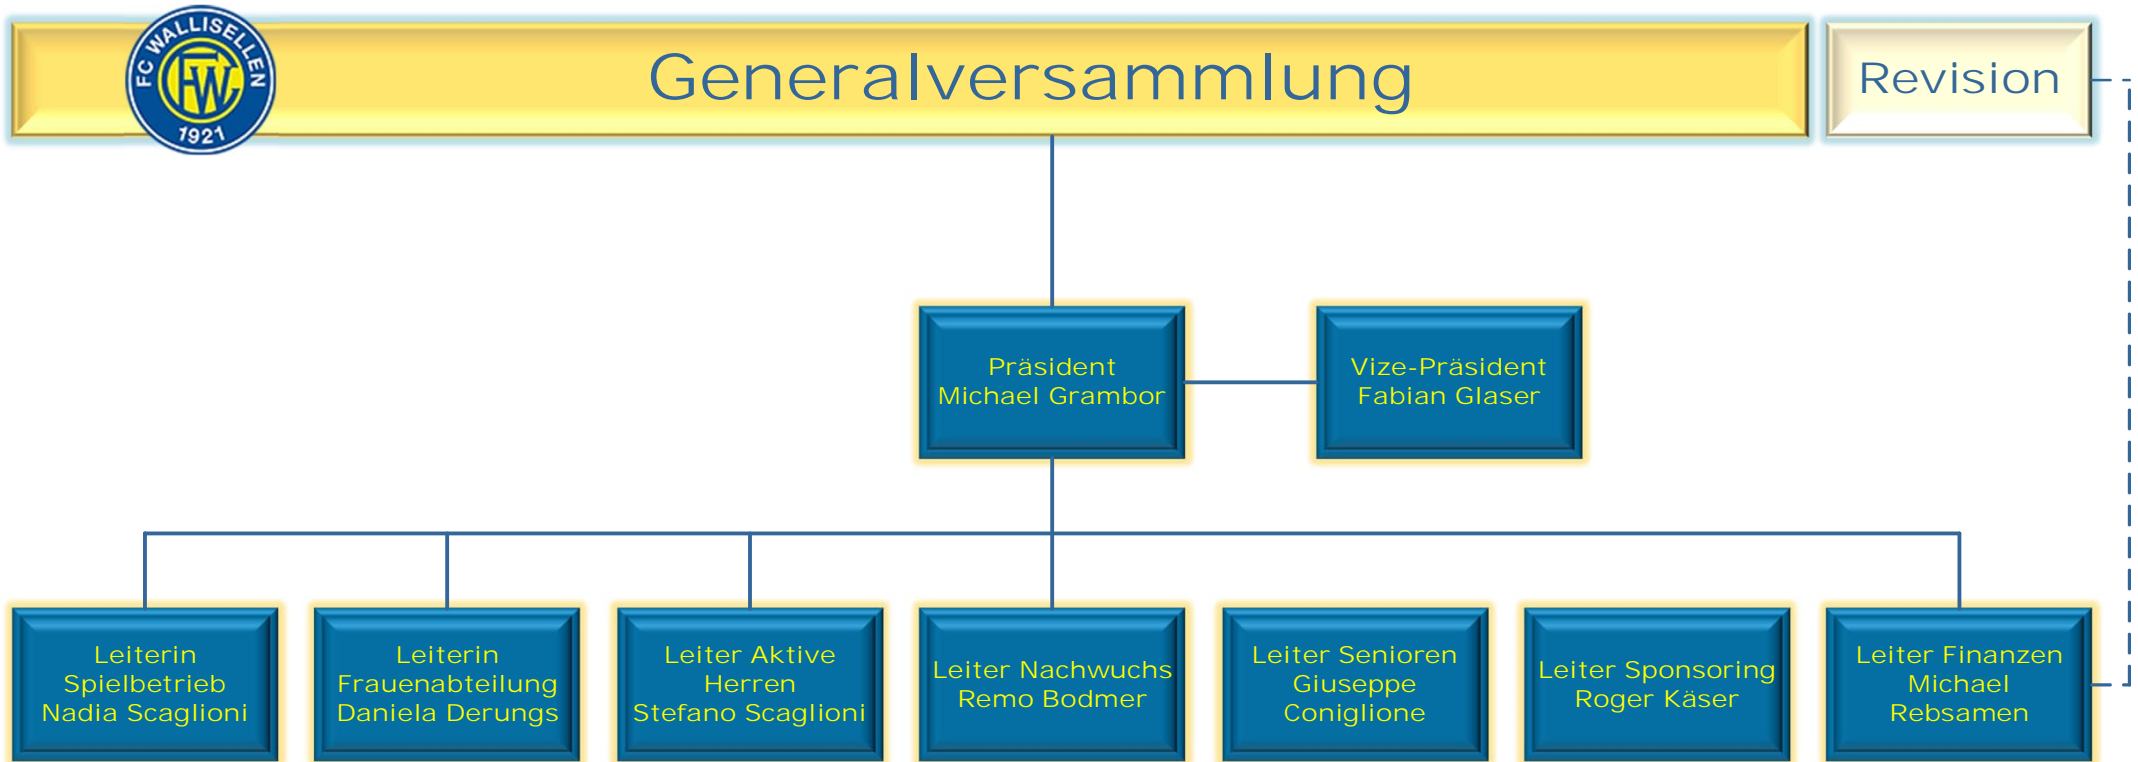 FC WALLISELLEN
FCW
1921
Generalversammlung
Revision
Präsident
Michael Grambor
Vize-Präsident
Fabian Glaser
Leiterin
Spielbetrieb
Nadia Scaglioni
Leiterin
Frauenabteilung
Daniela Derungs
Leiter Aktive
Herren
Stefano Scaglioni
Leiter Nachwuchs
Remo Bodmer
Leiter Senioren
Giuseppe
Coniglione
Leiter Sponsoring
Roger Käser
Leiter Finanzen
Michael
Rebsamen